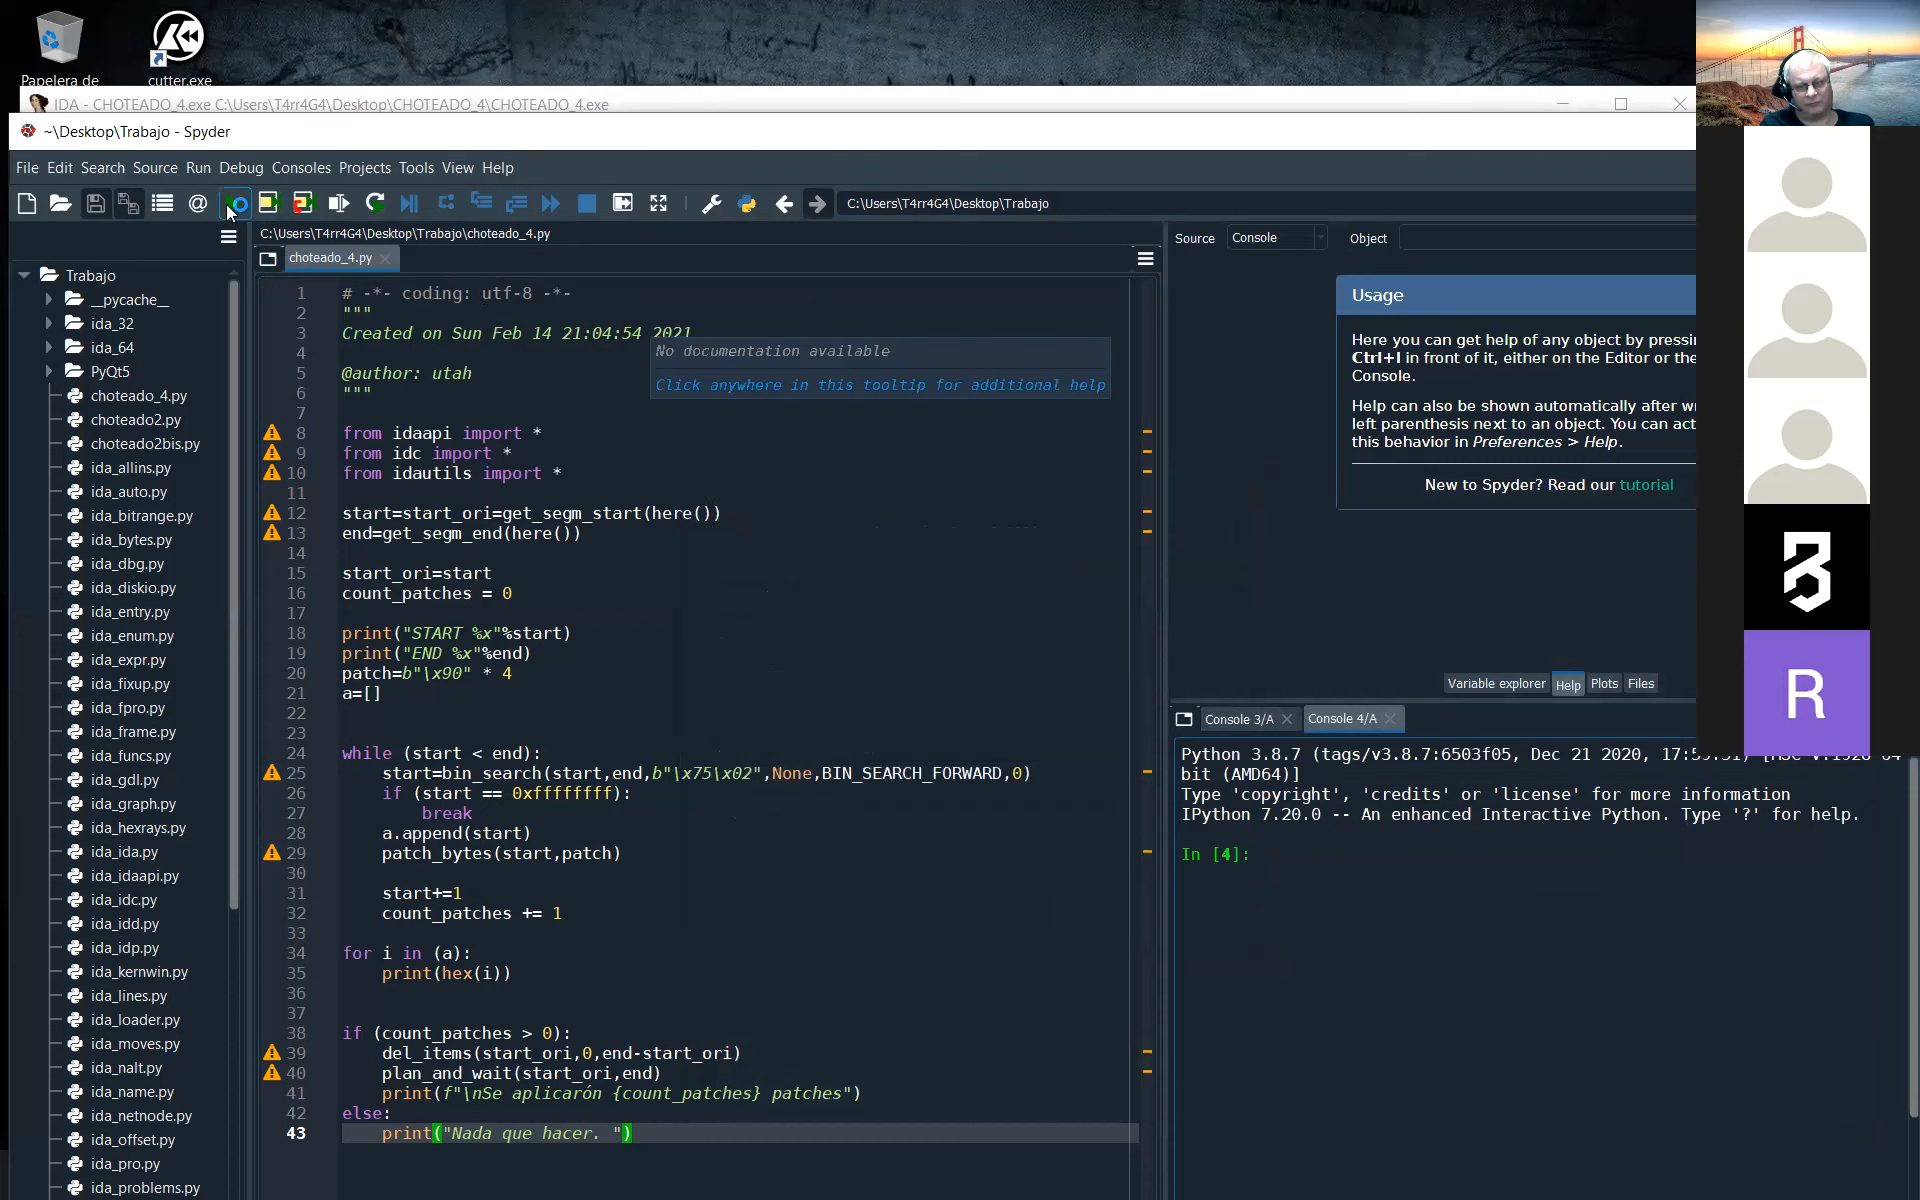 Papelera de
cutter.exe
IDA - CHOTEADO_4.exe C:\Users\T4rr4G4\Desktop\CHOTEADO_4\CHOTEADO_4.exe
~\Desktop\Trabajo - Spyder
File Edit Search Source Run Debug Consoles Projects Tools View Help
C:\Users\T4rr4G4\Desktop\Trabajo
C:\Users\T4rr4G4\Desktop\Trabajo\choteado_4.py
choteado_4.py
Trabajo
__pycache__
ida_32
ida_64
PyQt5
choteado_4.py
choteado2.py
choteado2bis.py
ida_allins.py
ida_auto.py
ida_bitrange.py
ida_bytes.py
ida_dbg.py
ida_diskio.py
ida_entry.py
ida_enum.py
ida_expr.py
ida_fixup.py
ida_fpro.py
ida_frame.py
ida_funcs.py
ida_gdl.py
ida_graph.py
ida_hexrays.py
ida_ida.py
ida_idaapi.py
ida_idc.py
ida_idd.py
ida_idp.py
ida_kernwin.py
ida_lines.py
ida_loader.py
ida_moves.py
ida_nalt.py
ida_name.py
ida_netnode.py
ida_offset.py
ida_pro.py
ida_problems.py
1 # -*- coding: utf-8 -*-
2 """
3 Created on Sun Feb 14 21:04:54 2021
4
5 @author: utah
6 """
7
8 from idaapi import *
9 from idc import *
10 from idautils import *
11
12 start=start_ori=get_segm_start(here())
13 end=get_segm_end(here())
14
15 start_ori=start
16 count_patches = 0
17
18 print("START %x"%start)
19 print("END %x"%end)
20 patch=b"\x90" * 4
21 a=[]
22
23
24 while (start < end):
25 start=bin_search(start,end,b"\x75\x02",None,BIN_SEARCH_FORWARD,0)
26 if (start == 0xffffffff):
27 break
28 a.append(start)
29 patch_bytes(start,patch)
30
31 start+=1
32 count_patches += 1
33
34 for i in (a):
35 print(hex(i))
36
37
38 if (count_patches > 0):
39 del_items(start_ori,0,end-start_ori)
40 plan_and_wait(start_ori,end)
41 print(f"\nSe aplicarón {count_patches} patches")
42 else:
43 print("Nada que hacer. ")
No documentation available
Click anywhere in this tooltip for additional help
Source Console Object
Usage
Here you can get help of any object by pressin
Ctrl+I in front of it, either on the Editor or the
Console.
Help can also be shown automatically after wr
left parenthesis next to an object. You can act
this behavior in Preferences > Help.
New to Spyder? Read our tutorial
Variable explorer Help Plots Files
Console 3/A Console 4/A
Python 3.8.7 (tags/v3.8.7:6503f05, Dec 21 2020,
bit (AMD64)]
Type 'copyright', 'credits' or 'license' for more information
IPython 7.20.0 -- An enhanced Interactive Python. Type '?' for help.
In [4]:
R